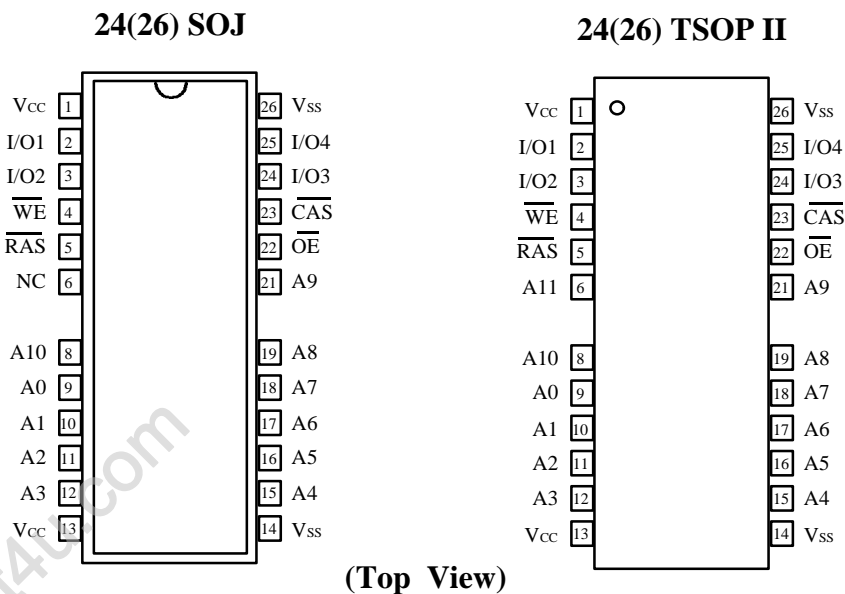 24(26) SOJ
Vcc 1 26 Vss
I/O1 2 25 I/O4
I/O2 3 24 I/O3
WE 4 23 CAS
RAS 5 22 OE
NC 6 21 A9
A10 8 19 A8
A0 9 18 A7
A1 10 17 A6
A2 11 16 A5
A3 12 15 A4
Vcc 13 14 Vss
24(26) TSOP II
Vcc 1 26 Vss
I/O1 2 25 I/O4
I/O2 3 24 I/O3
WE 4 23 CAS
RAS 5 22 OE
A11 6 21 A9
A10 8 19 A8
A0 9 18 A7
A1 10 17 A6
A2 11 16 A5
A3 12 15 A4
Vcc 13 14 Vss
(Top View)